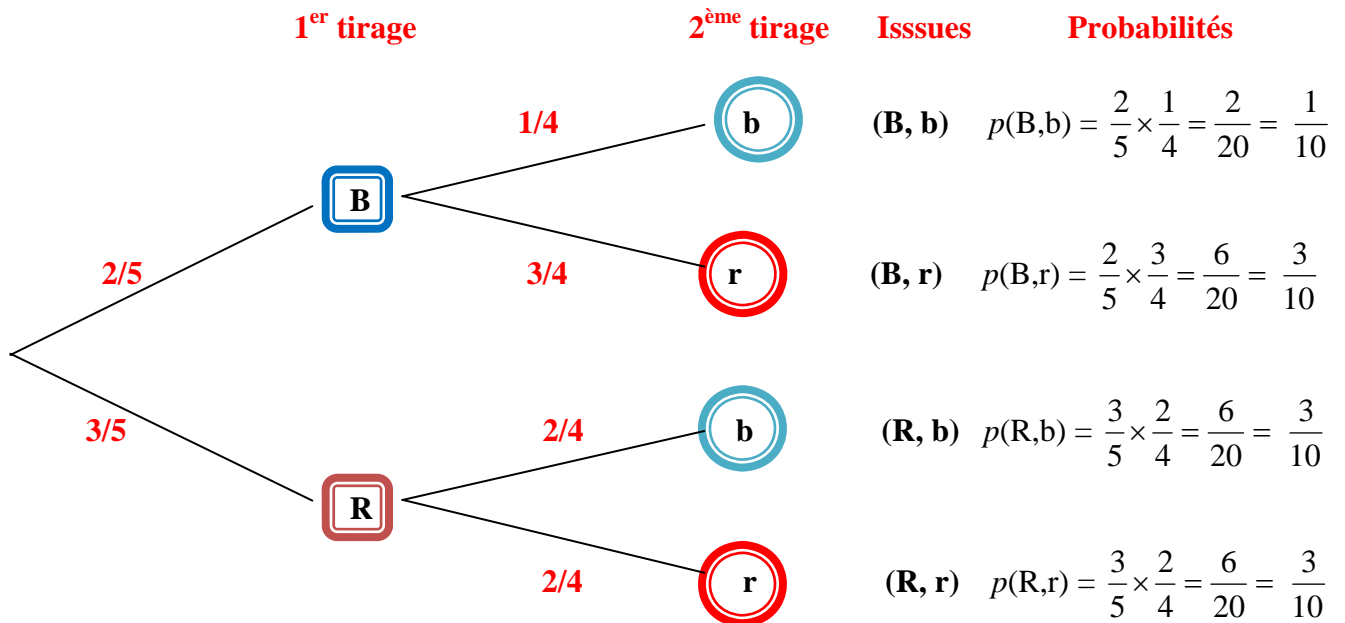 1er tirage 2ème tirage Isssues Probabilités
1/4 b (B, b) p(B,b) = 2/5 × 1/4 = 2/20 = 1/10
B
2/5 3/4 r (B, r) p(B,r) = 2/5 × 3/4 = 6/20 = 3/10
3/5 2/4 b (R, b) p(R,b) = 3/5 × 2/4 = 6/20 = 3/10
R
2/4 r (R, r) p(R,r) = 3/5 × 2/4 = 6/20 = 3/10